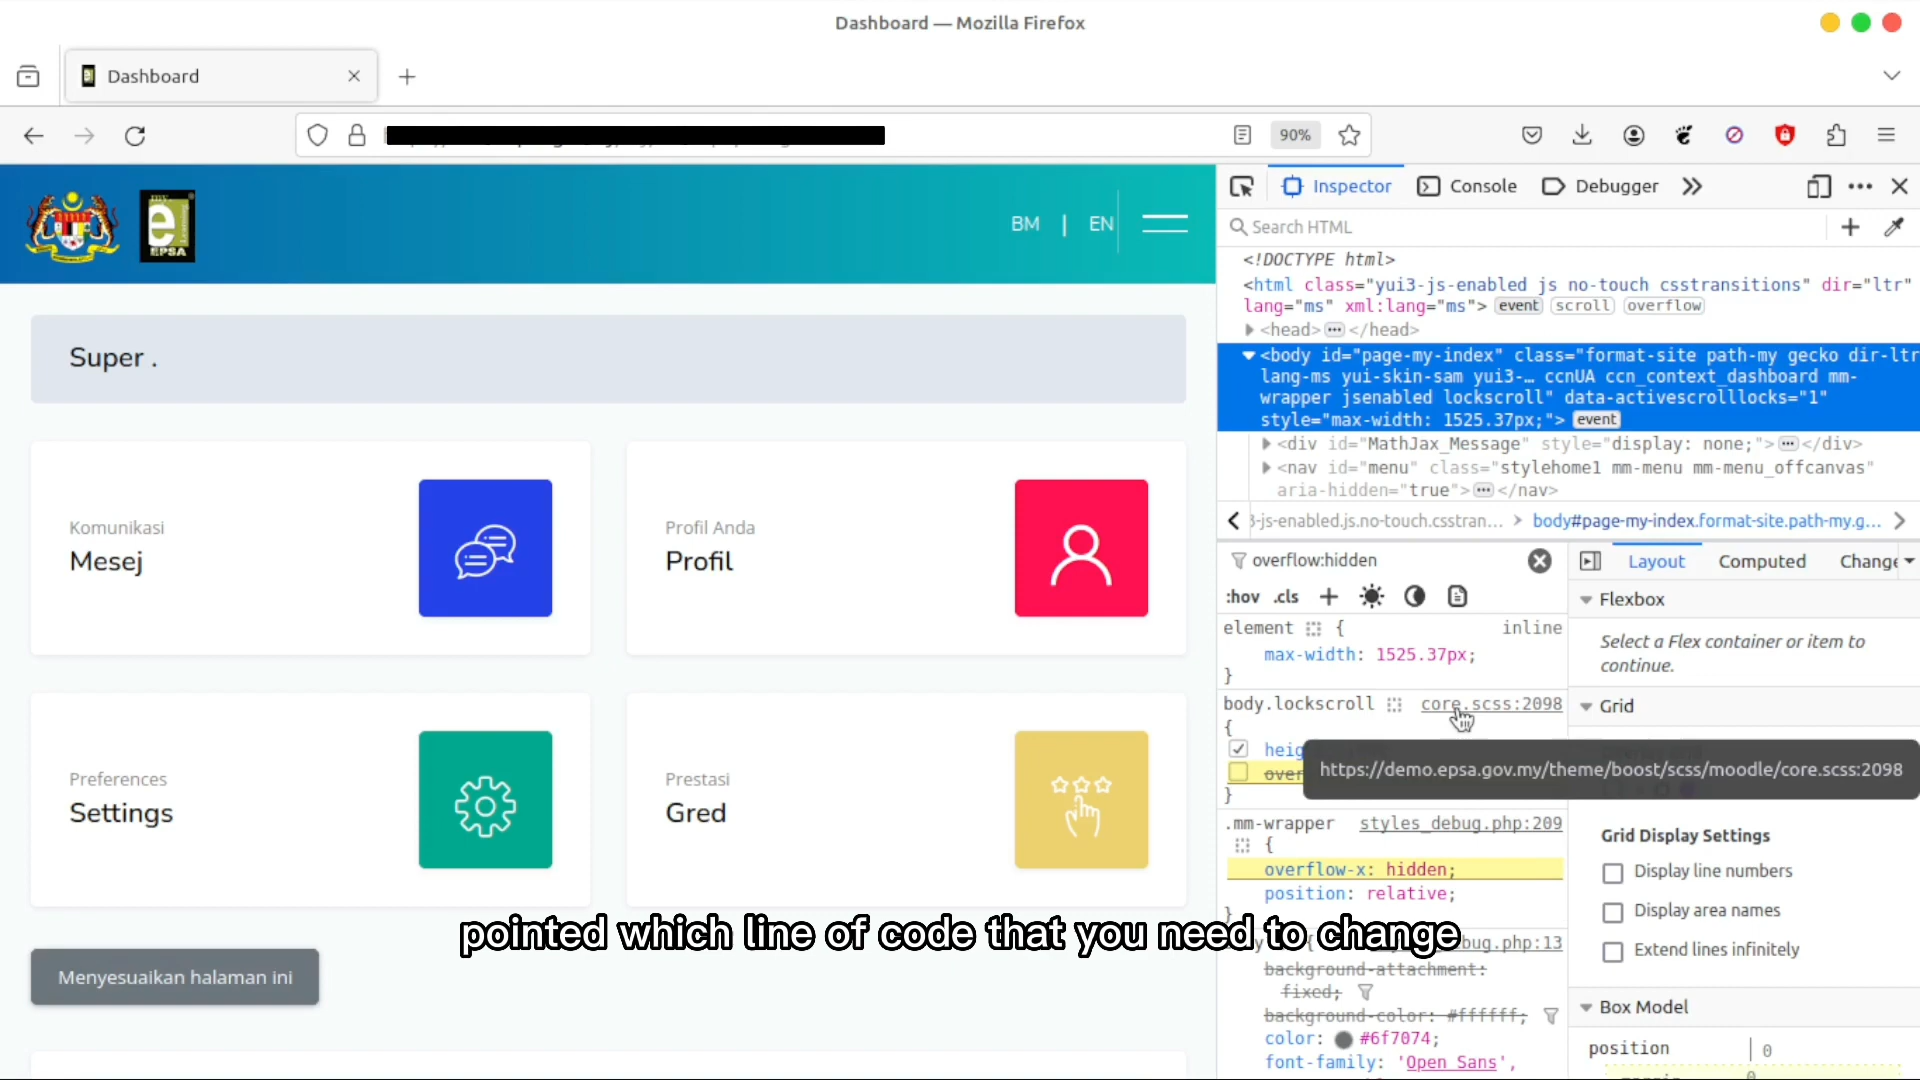 Dashboard — Mozilla Firefox
Dashboard
90%
BM | EN
my
e
Learning
EPSA
Inspector
Console
Debugger
Search HTML
<!DOCTYPE html>
<html class="yui3-js-enabled js no-touch csstransitions" dir="ltr"
lang="ms" xml:lang="ms"> event scroll overflow
<head> ••• </head>
<body id="page-my-index" class="format-site path-my gecko dir-ltr
lang-ms yui-skin-sam yui3-… ccnUA ccn_context_dashboard mm-
wrapper jsenabled lockscroll" data-activescrolllocks="1"
style="max-width: 1525.37px;"> event
<div id="MathJax_Message" style="display: none;"> ••• </div>
<nav id="menu" class="stylehome1 mm-menu mm-menu_offcanvas"
aria-hidden="true"> ••• </nav>
3-js-enabled.js.no-touch.csstran… > body#page-my-index.format-site.path-my.g…
Super .
Komunikasi
Mesej
Profil Anda
Profil
Preferences
Settings
Prestasi
Gred
Menyesuaikan halaman ini
overflow:hidden
:hov .cls
element { inline
max-width: 1525.37px;
}
body.lockscroll core.scss:2098
{
heig
over
}
https://demo.epsa.gov.my/theme/boost/scss/moodle/core.scss:2098
.mm-wrapper styles_debug.php:209
{
overflow-x: hidden;
position: relative;
}
pointed which line of code that you need to change
y { bug.php:13
background-attachment:
fixed;
background-color: #ffffff;
color: #6f7074;
font-family: 'Open Sans',
Layout
Computed
Change
Flexbox
Select a Flex container or item to
continue.
Grid
Grid Display Settings
Display line numbers
Display area names
Extend lines infinitely
Box Model
position 0
0